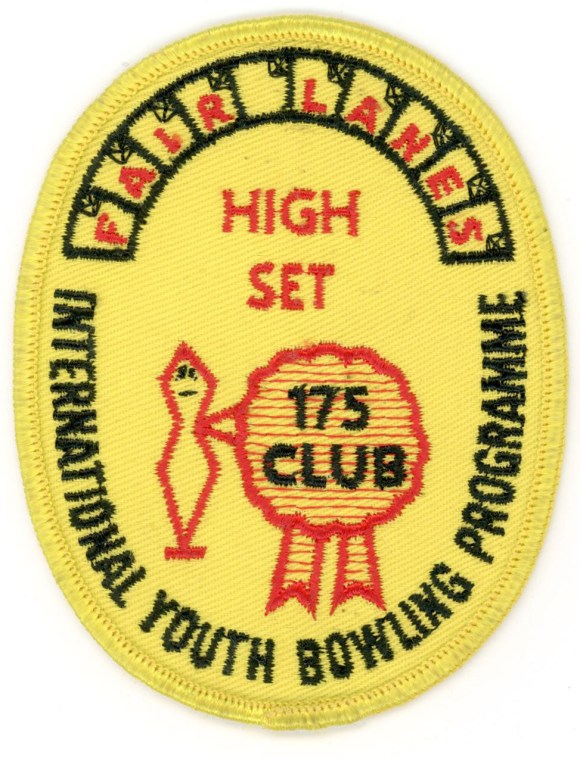 FAIR LANES
HIGH
SET
175
CLUB
INTERNATIONAL YOUTH BOWLING PROGRAMME